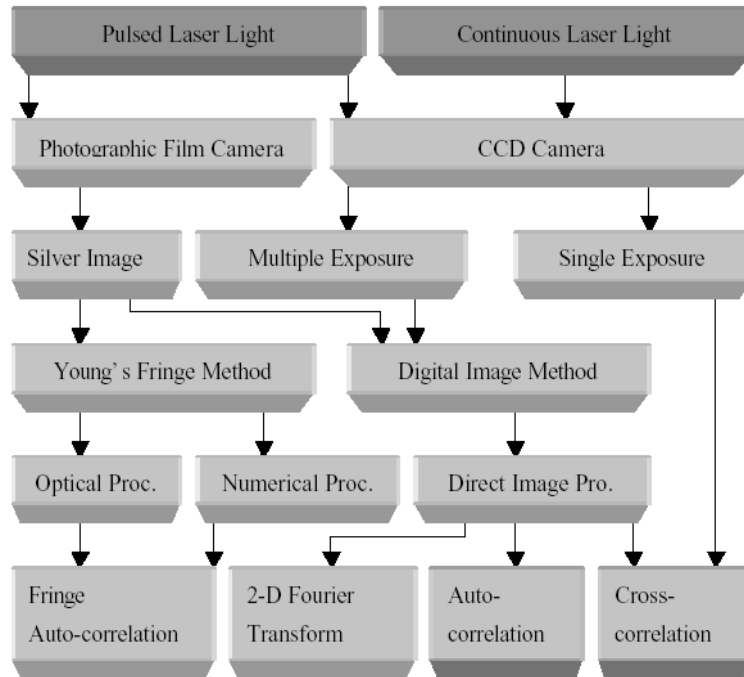 Pulsed Laser Light
Continuous Laser Light
Photographic Film Camera
CCD Camera
Silver Image
Multiple Exposure
Single Exposure
Young's Fringe Method
Digital Image Method
Optical Proc.
Numerical Proc.
Direct Image Pro.
Fringe
Auto-correlation
2-D Fourier
Transform
Auto-
correlation
Cross-
correlation